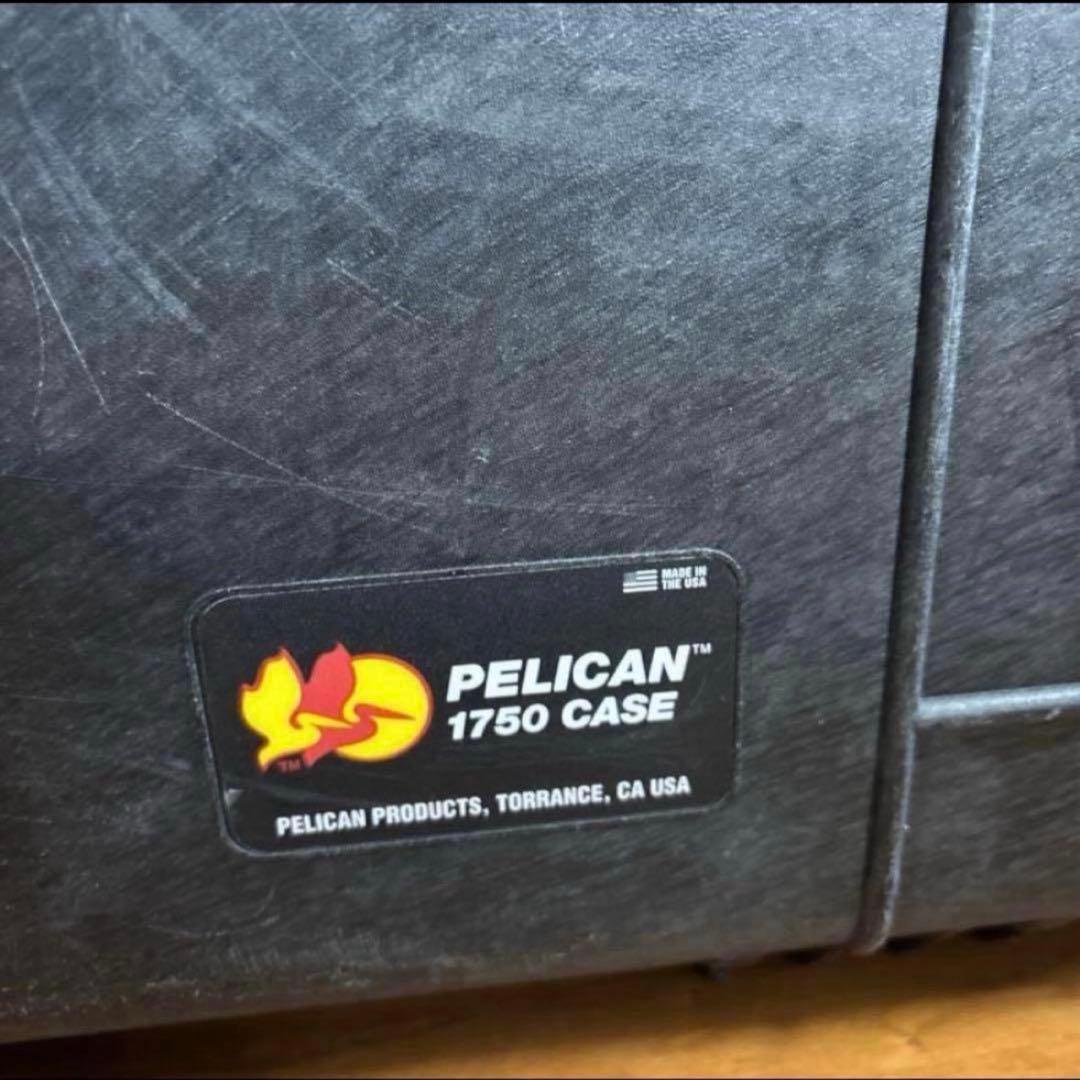 MADE IN
THE USA
PELICAN™
1750 CASE
TM
PELICAN PRODUCTS, TORRANCE, CA USA